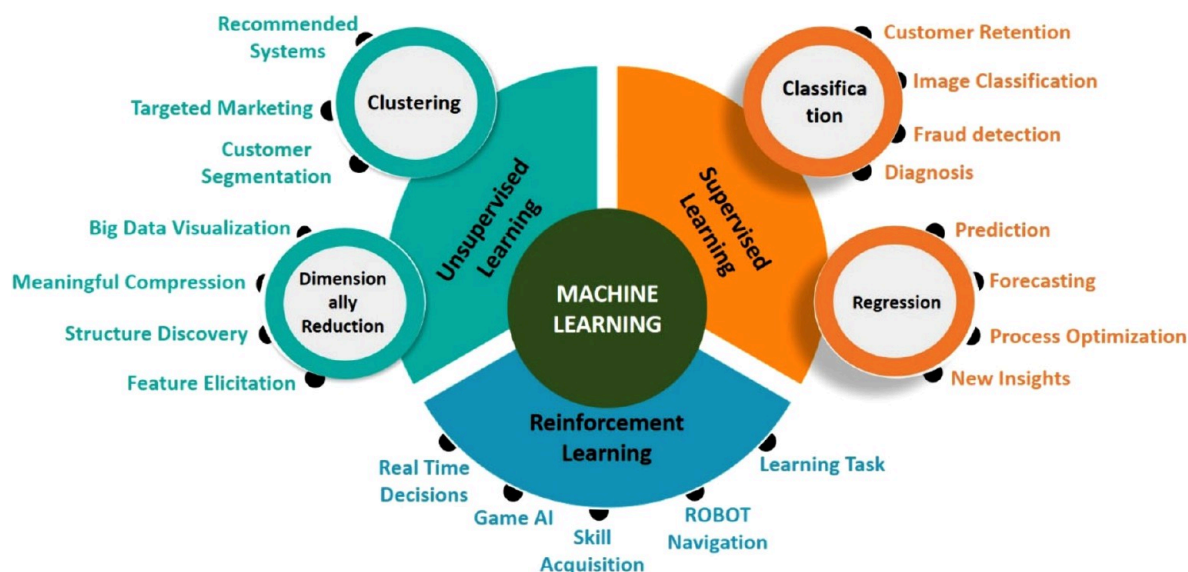 Recommended
Systems
Targeted Marketing
Customer
Segmentation
Clustering
Big Data Visualization
Meaningful Compression
Structure Discovery
Feature Elicitation
Dimension
ally
Reduction
Unsupervised
Learning
MACHINE
LEARNING
Supervised
Learning
Classifica
tion
Customer Retention
Image Classification
Fraud detection
Diagnosis
Regression
Prediction
Forecasting
Process Optimization
New Insights
Reinforcement
Learning
Real Time
Decisions
Game AI
Skill
Acquisition
ROBOT
Navigation
Learning Task